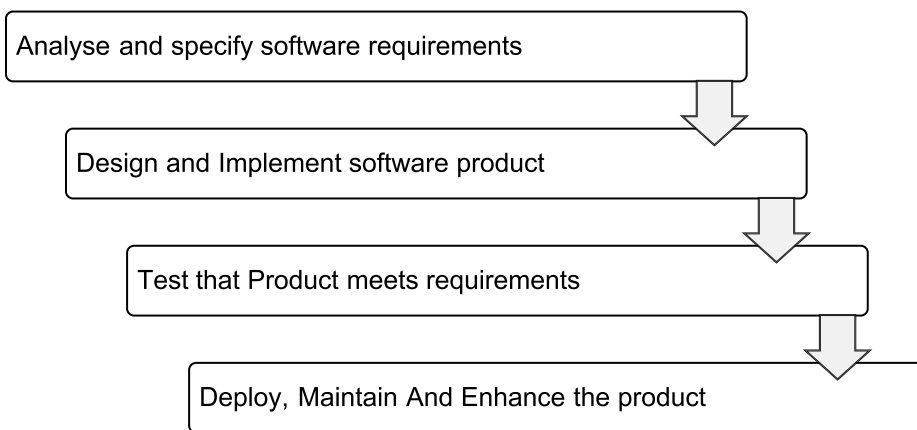 Analyse and specify software requirements
Design and Implement software product
Test that Product meets requirements
Deploy, Maintain And Enhance the product